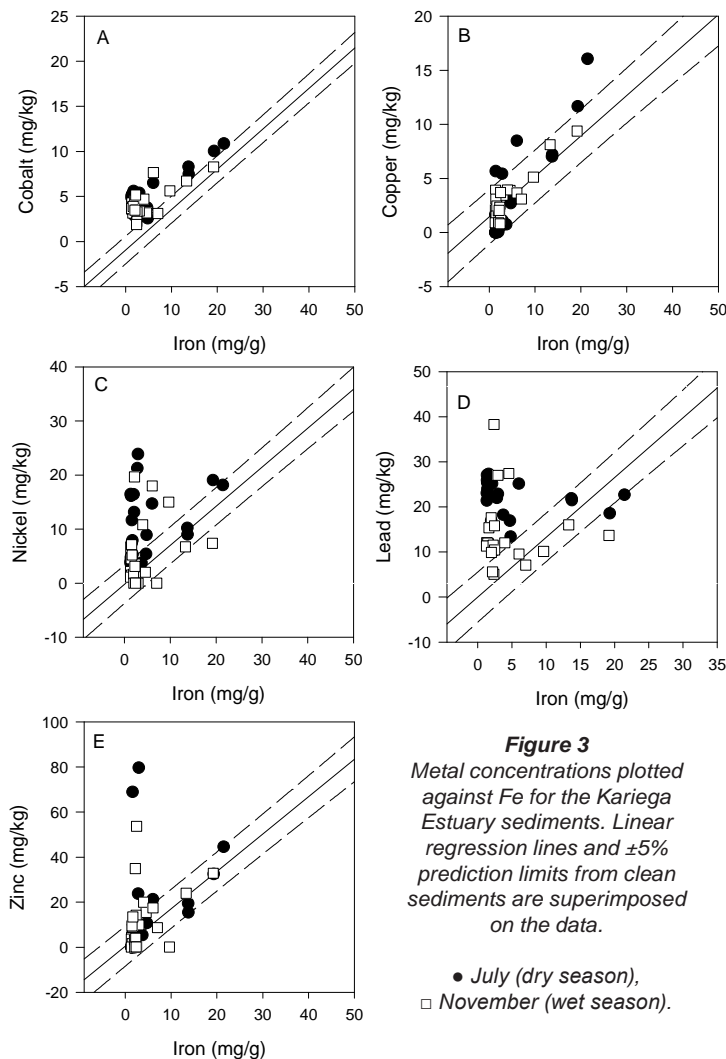 A
25
20
15
10
5
0
-5
Cobalt (mg/kg)
0 10 20 30 40 50
Iron (mg/g)
B
20
15
10
5
0
-5
Copper (mg/kg)
0 10 20 30 40 50
Iron (mg/g)
C
40
30
20
10
0
-10
Nickel (mg/kg)
0 10 20 30 40 50
Iron (mg/g)
D
50
40
30
20
10
0
-10
Lead (mg/kg)
0 5 10 15 20 25 30 35
Iron (mg/g)
E
100
80
60
40
20
0
-20
Zinc (mg/kg)
0 10 20 30 40 50
Iron (mg/g)
Figure 3
Metal concentrations plotted
against Fe for the Kariega
Estuary sediments. Linear
regression lines and ±5%
prediction limits from clean
sediments are superimposed
on the data.
● July (dry season),
□ November (wet season).